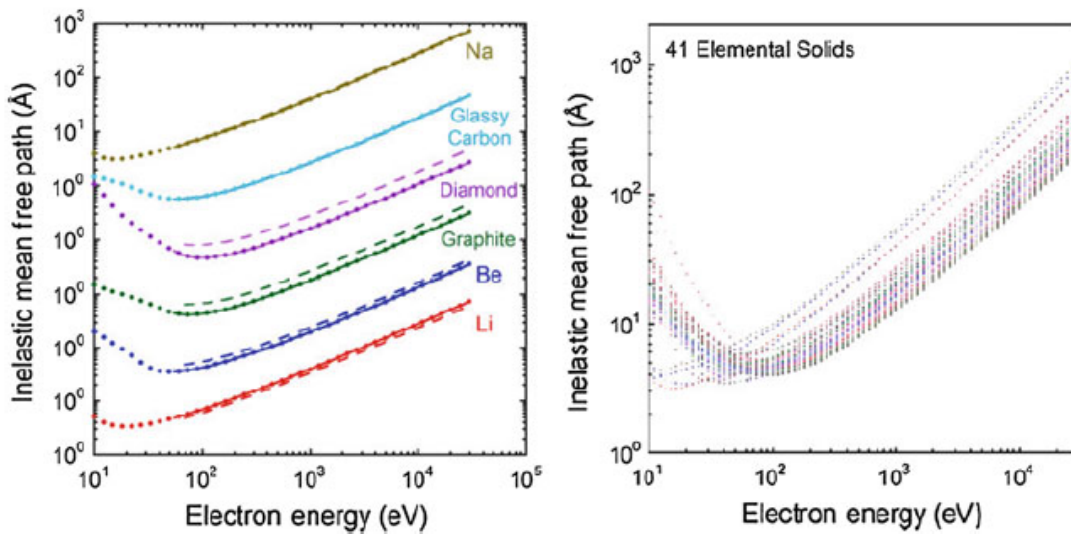 10³
10²
10¹
10⁰
10⁰
10⁰
10⁰
10⁰
10⁰
Inelastic mean free path (Å)
Na
Glassy
Carbon
Diamond
Graphite
Be
Li
10¹ 10² 10³ 10⁴ 10⁵
Electron energy (eV)
41 Elemental Solids
10³
10²
10¹
10⁰
Inelastic mean free path (Å)
10¹ 10² 10³ 10⁴
Electron energy (eV)